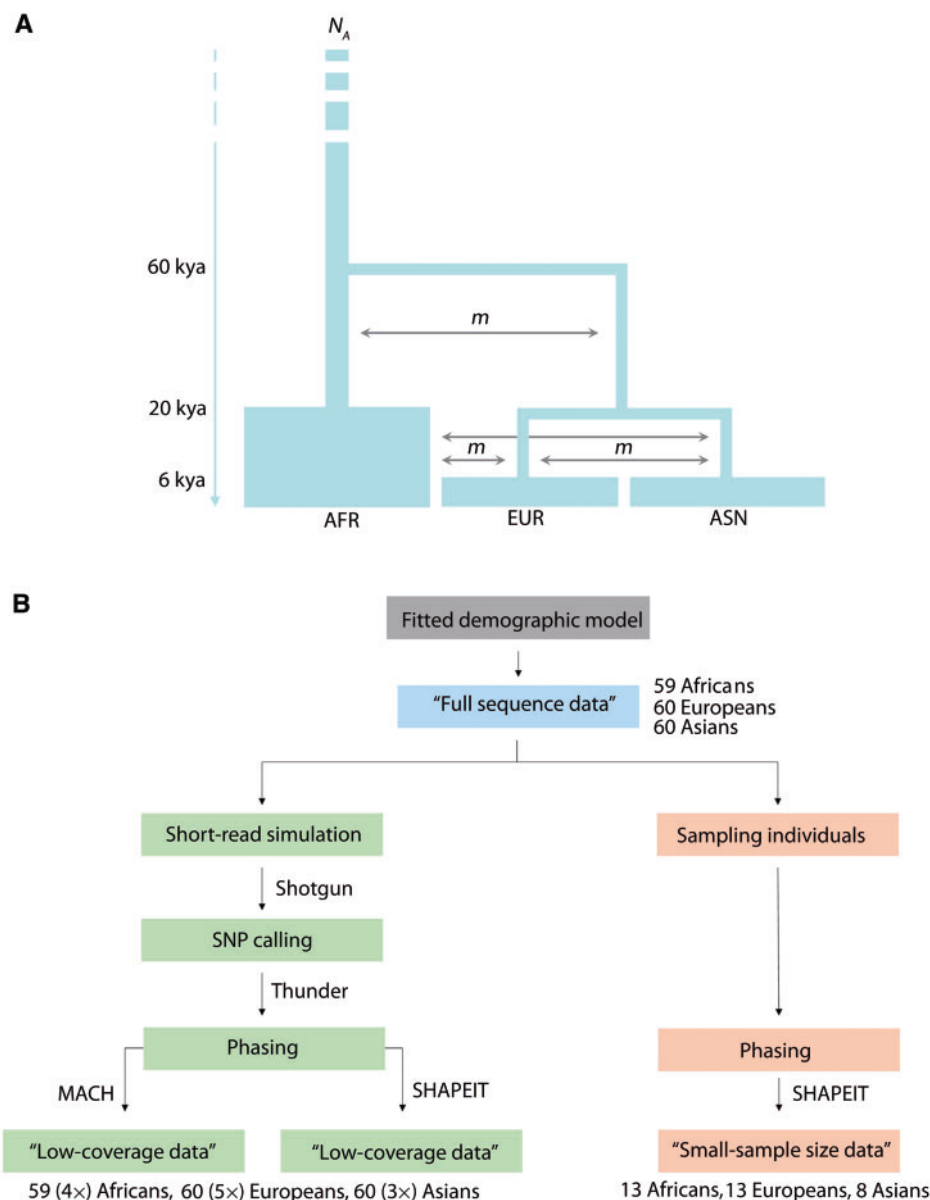 A
N_A
60 kya
m
20 kya
m
m
6 kya
AFR
EUR
ASN
B
Fitted demographic model
"Full sequence data"
59 Africans
60 Europeans
60 Asians
Short-read simulation
Sampling individuals
Shotgun
SNP calling
Thunder
Phasing
Phasing
MACH
SHAPEIT
SHAPEIT
"Low-coverage data"
"Low-coverage data"
"Small-sample size data"
59 (4×) Africans, 60 (5×) Europeans, 60 (3×) Asians
13 Africans, 13 Europeans, 8 Asians